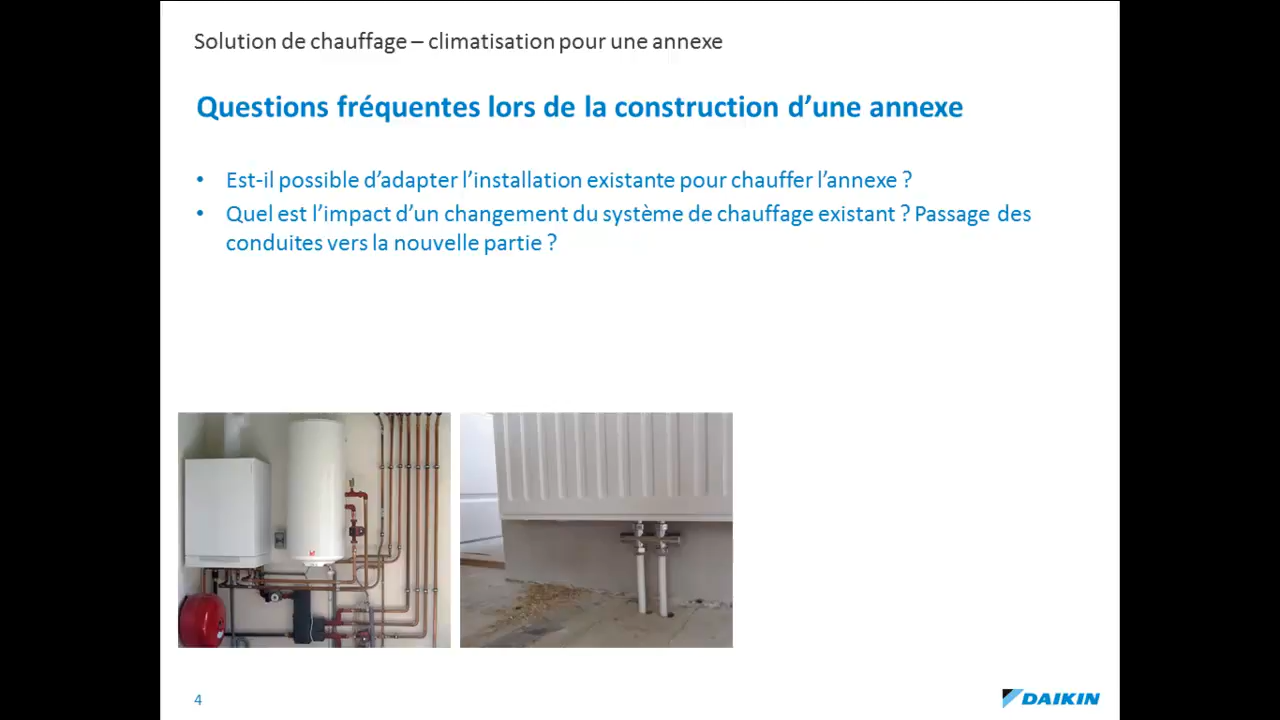 Solution de chauffage – climatisation pour une annexe
Questions fréquentes lors de la construction d’une annexe
• Est-il possible d’adapter l’installation existante pour chauffer l’annexe ?
• Quel est l’impact d’un changement du système de chauffage existant ? Passage des
conduites vers la nouvelle partie ?
4
DAIKIN